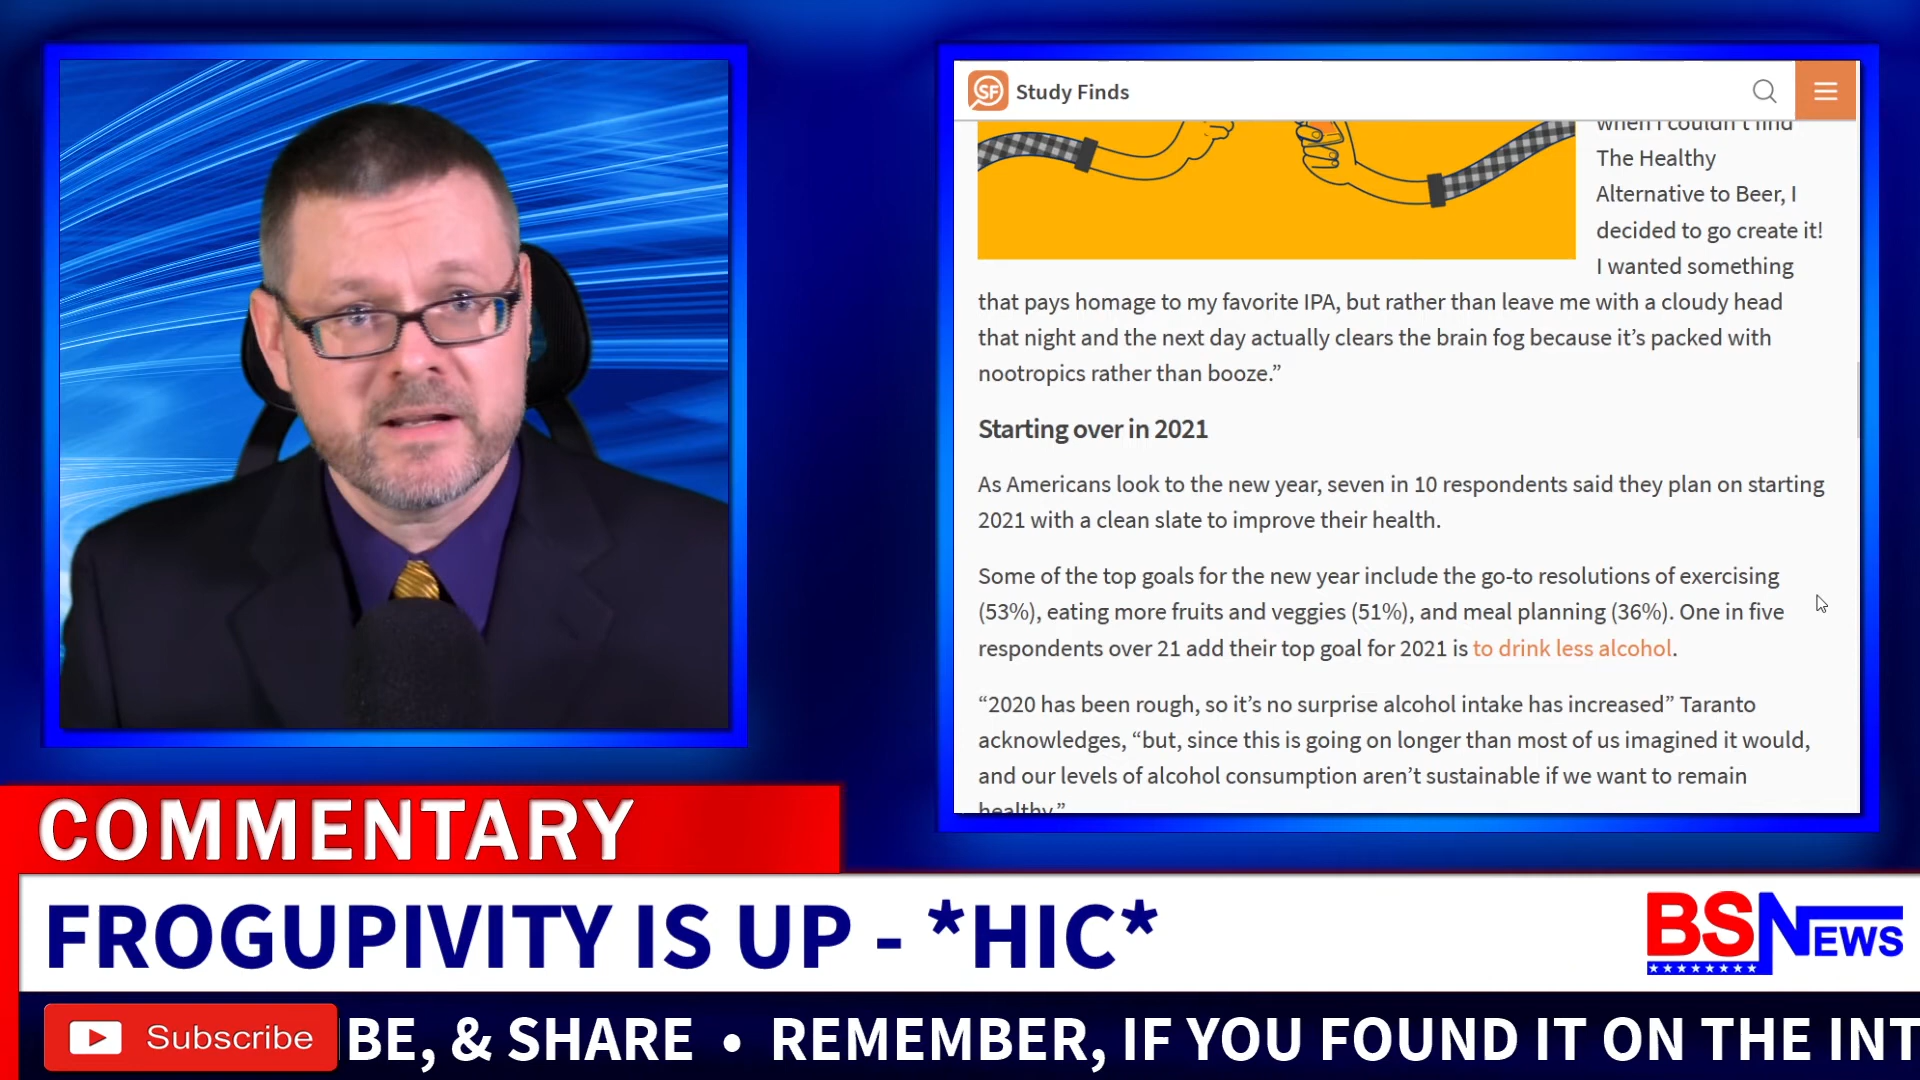 SF Study Finds
when I couldn't find
The Healthy
Alternative to Beer, I
decided to go create it!
I wanted something
that pays homage to my favorite IPA, but rather than leave me with a cloudy head
that night and the next day actually clears the brain fog because it’s packed with
nootropics rather than booze.”
Starting over in 2021
As Americans look to the new year, seven in 10 respondents said they plan on starting
2021 with a clean slate to improve their health.
Some of the top goals for the new year include the go-to resolutions of exercising
(53%), eating more fruits and veggies (51%), and meal planning (36%). One in five
respondents over 21 add their top goal for 2021 is to drink less alcohol.
“2020 has been rough, so it’s no surprise alcohol intake has increased” Taranto
acknowledges, “but, since this is going on longer than most of us imagined it would,
and our levels of alcohol consumption aren’t sustainable if we want to remain
healthy.”
COMMENTARY
FROGUPIVITY IS UP - *HIC*
BSNEWS
Subscribe
BE, & SHARE • REMEMBER, IF YOU FOUND IT ON THE INT